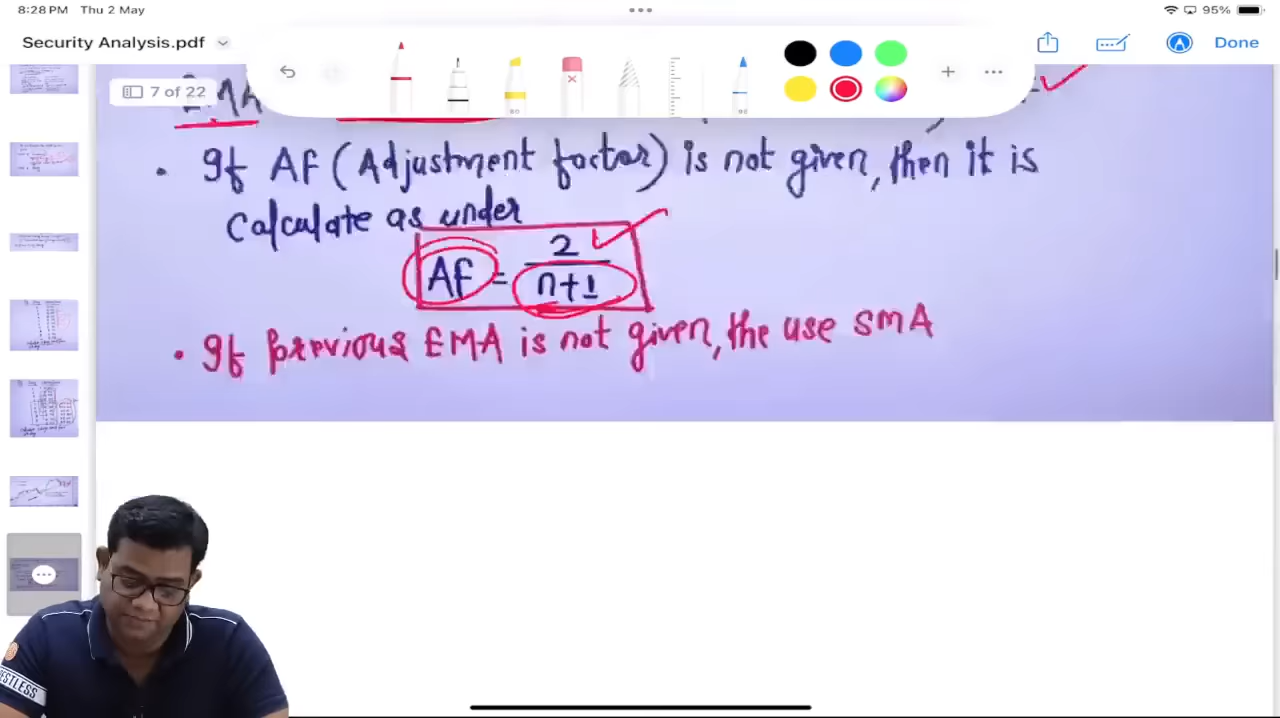 8:28 PM Thu 2 May
95%
Security Analysis.pdf
Done
7 of 22
EMA
• If AF (Adjustment factor) is not given, then it is
calculate as under
AF = 2
n+1
• If previous EMA is not given, the use SMA
RESTLESS